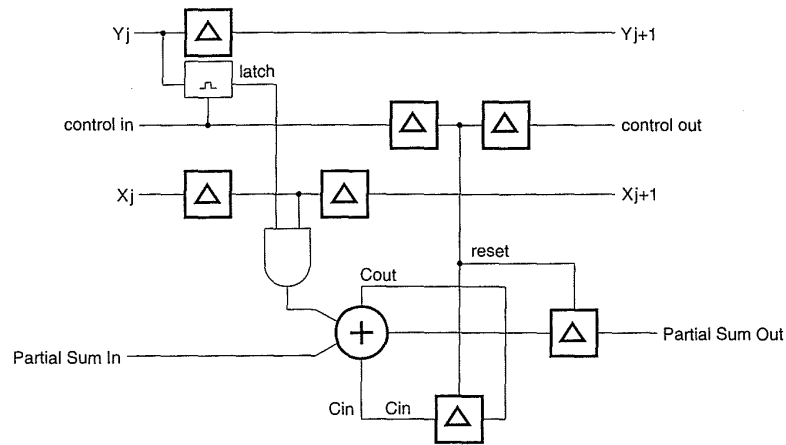 Yj
Yj+1
latch
control in
control out
Xj
Xj+1
reset
Cout
Partial Sum Out
Partial Sum In
Cin
Cin